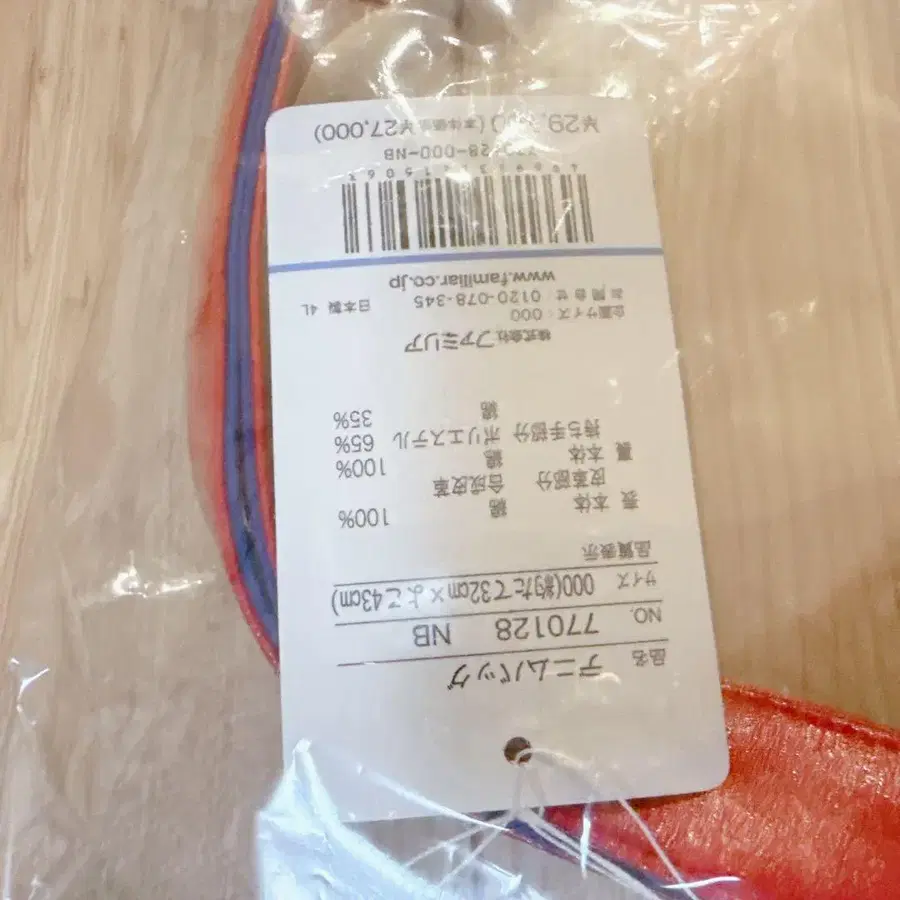 品名 デニムバッグ
NO. 770128 NB
サイズ 000(約たて32cm×よこ43cm)
品質表示
表 本体 綿 100%
皮革部分 合成皮革
裏 本体 綿 100%
持ち手部分 ポリエステル 65%
綿 35%
株式会社ファミリア
企画サイズ：000
お問合せ 0120-078-345 日本製 4L
www.familiar.co.jp
-000-NB
(本体価格¥27,000)